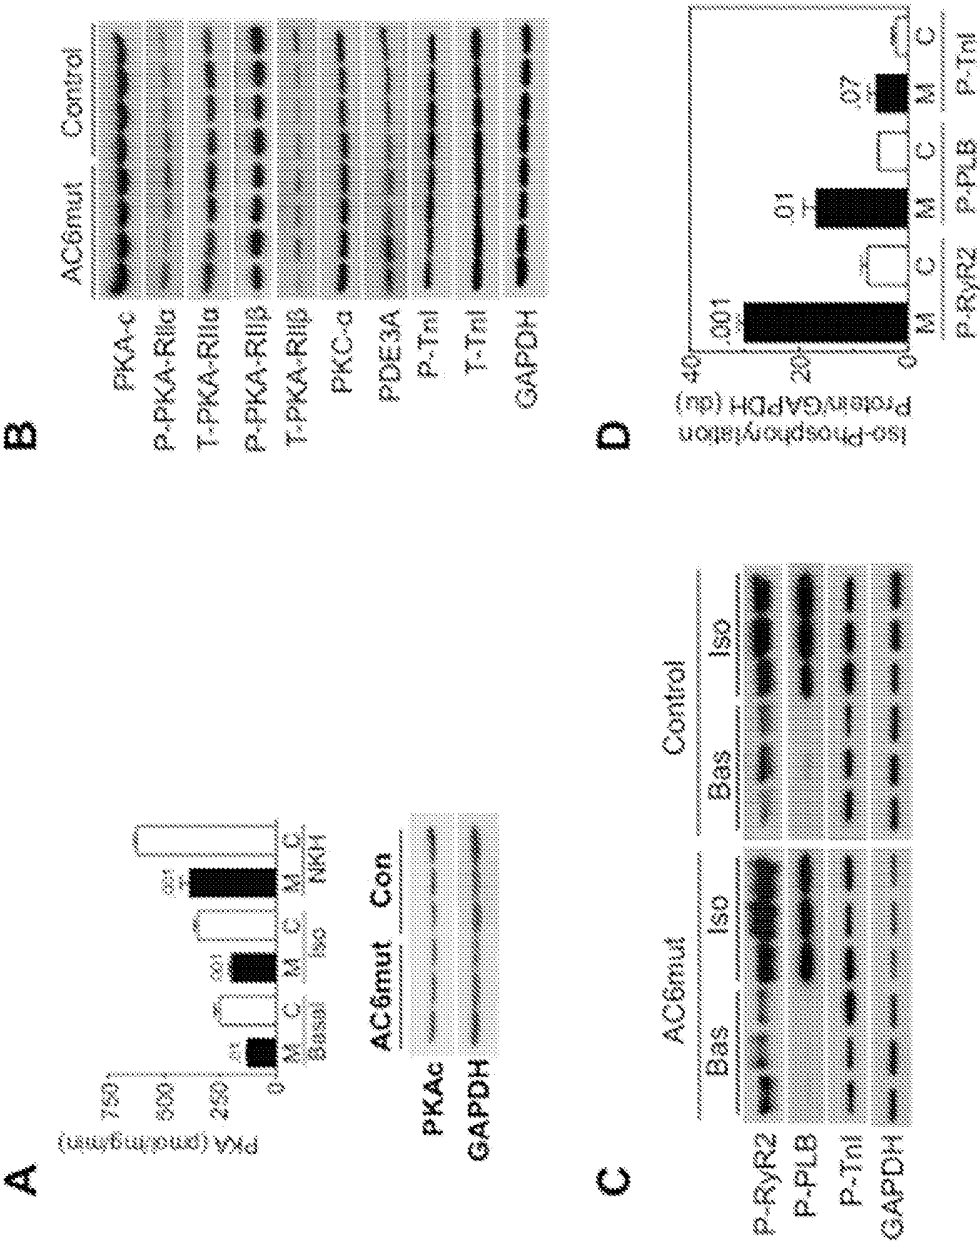 A
PKA (pmol/mg/min)
750
500
250
0
.01
.001
.001
M C M C M C
Basal Iso NKH
AC6mut Con
PKAc
GAPDH
B
AC6mut Control
PKA-c
P-PKA-RIIα
T-PKA-RIIα
P-PKA-RIIβ
T-PKA-RIIβ
PKC-α
PDE3A
P-TnI
T-TnI
GAPDH
C
AC6mut Control
Bas Iso Bas Iso
P-RyR2
P-PLB
P-TnI
GAPDH
D
Iso-Phosphorylation
Protein/GAPDH (du)
40
20
0
.001
.01
.07
M C M C M C
P-RyR2 P-PLB P-TnI